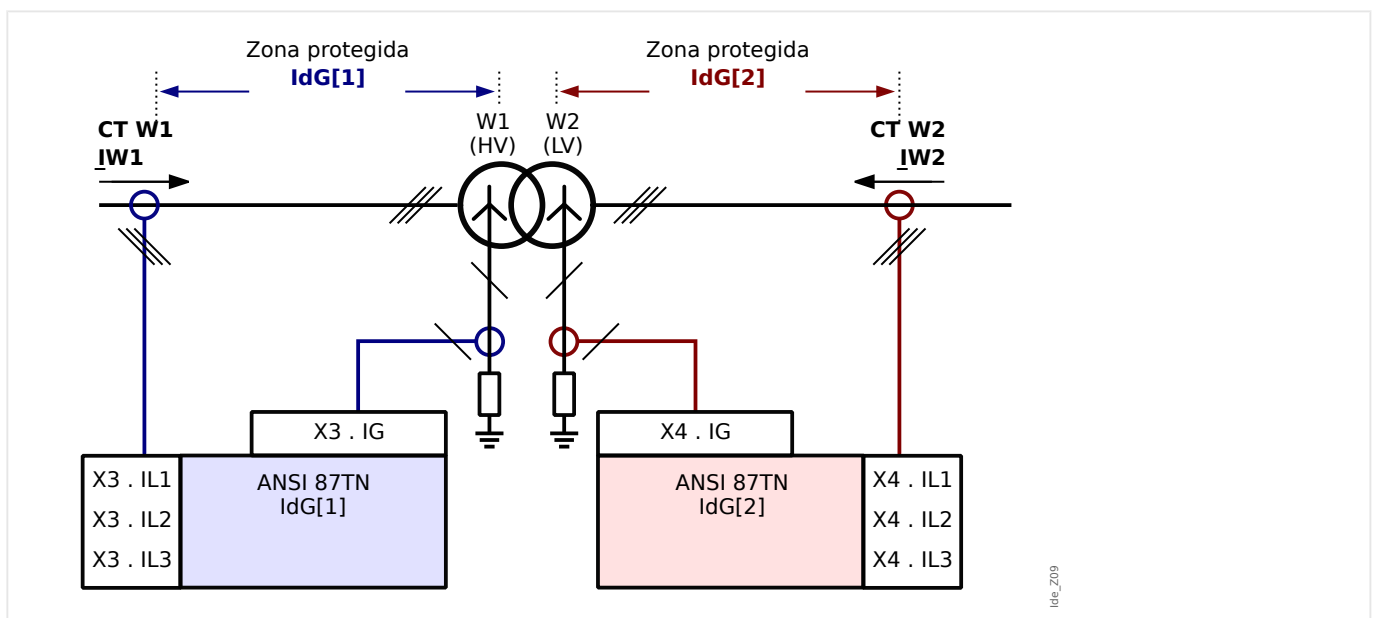 Zona protegida
IdG[1]
Zona protegida
IdG[2]
CT W1
IW1
W1
(HV)
W2
(LV)
CT W2
IW2
X3 . IG
X4 . IG
X3 . IL1
X3 . IL2
X3 . IL3
ANSI 87TN
IdG[1]
ANSI 87TN
IdG[2]
X4 . IL1
X4 . IL2
X4 . IL3
Ide_Z09